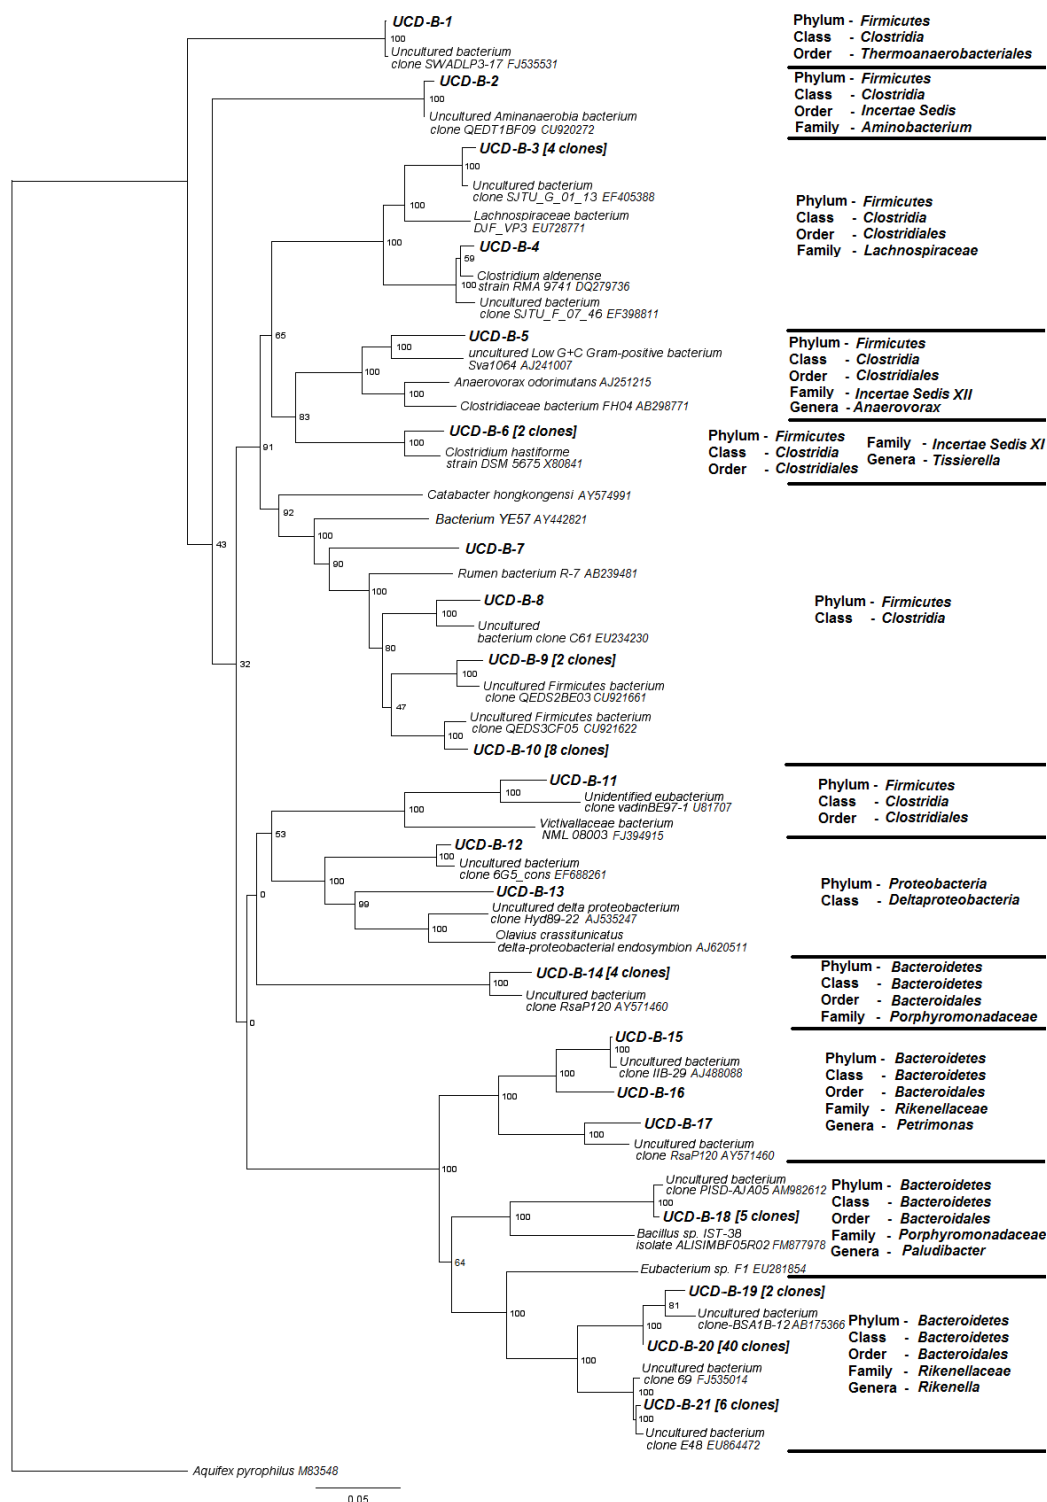 UCD-B-1
100
Uncultured bacterium
clone SWADLP3-17 FJ535531
Phylum - Firmicutes
Class - Clostridia
Order - Thermoanaerobacteriales
UCD-B-2
100
Uncultured Aminanaerobia bacterium
clone QEDT1BF09 CU920272
Phylum - Firmicutes
Class - Clostridia
Order - Incertae Sedis
Family - Aminobacterium
UCD-B-3 [4 clones]
100
Uncultured bacterium
clone SJTU_G_01_13 EF405388
100
Lachnospiraceae bacterium
DJF_VP3 EU728771
100
UCD-B-4
59
Clostridium aldenense
100 strain RMA 9741 DQ279736
Uncultured bacterium
clone SJTU_F_07_46 EF398811
Phylum - Firmicutes
Class - Clostridia
Order - Clostridiales
Family - Lachnospiraceae
65
UCD-B-5
100
uncultured Low G+C Gram-positive bacterium
Sva1064 AJ241007
100
Anaerovorax odorimutans AJ251215
100
Clostridiaceae bacterium FH04 AB298771
Phylum - Firmicutes
Class - Clostridia
Order - Clostridiales
Family - Incertae Sedis XII
Genera - Anaerovorax
83
UCD-B-6 [2 clones]
100
Clostridium hastiforme
strain DSM 5675 X80841
Phylum - Firmicutes
Class - Clostridia
Order - Clostridiales
Family - Incertae Sedis XI
Genera - Tissierella
91
Catabacter hongkongensi AY574991
92
Bacterium YE57 AY442821
100
UCD-B-7
90
Rumen bacterium R-7 AB239481
100
UCD-B-8
100
Uncultured
bacterium clone C61 EU234230
80
UCD-B-9 [2 clones]
100
Uncultured Firmicutes bacterium
clone QEDS2BE03 CU921661
47
Uncultured Firmicutes bacterium
clone QEDS3CF05 CU921622
100
UCD-B-10 [8 clones]
Phylum - Firmicutes
Class - Clostridia
43
32
UCD-B-11
100
Unidentified eubacterium
clone vadinBE97-1 U81707
100
Victivallaceae bacterium
NML 08003 FJ394915
Phylum - Firmicutes
Class - Clostridia
Order - Clostridiales
53
UCD-B-12
100
Uncultured bacterium
clone 6G5_cons EF688261
100
UCD-B-13
99
Uncultured delta proteobacterium
clone Hyd89-22 AJ535247
100
Olavius crassitunicatus
delta-proteobacterial endosymbion AJ620511
Phylum - Proteobacteria
Class - Deltaproteobacteria
0
UCD-B-14 [4 clones]
100
Uncultured bacterium
clone RsaP120 AY571460
Phylum - Bacteroidetes
Class - Bacteroidetes
Order - Bacteroidales
Family - Porphyromonadaceae
0
UCD-B-15
100
Uncultured bacterium
clone IIB-29 AJ488088
100
UCD-B-16
100
UCD-B-17
100
Uncultured bacterium
clone RsaP120 AY571460
Phylum - Bacteroidetes
Class - Bacteroidetes
Order - Bacteroidales
Family - Rikenellaceae
Genera - Petrimonas
100
Uncultured bacterium
clone PISD-AJA05 AM982612
100
UCD-B-18 [5 clones]
100
Bacillus sp. IST-38
isolate ALISIMBF05R02 FM877978
Phylum - Bacteroidetes
Class - Bacteroidetes
Order - Bacteroidales
Family - Porphyromonadaceae
Genera - Paludibacter
64
Eubacterium sp. F1 EU281854
100
UCD-B-19 [2 clones]
81
Uncultured bacterium
clone-BSA1B-12 AB175366
100
UCD-B-20 [40 clones]
100
Uncultured bacterium
clone 69 FJ535014
100
UCD-B-21 [6 clones]
100
Uncultured bacterium
clone E48 EU864472
Phylum - Bacteroidetes
Class - Bacteroidetes
Order - Bacteroidales
Family - Rikenellaceae
Genera - Rikenella
Aquifex pyrophilus M83548
0.05